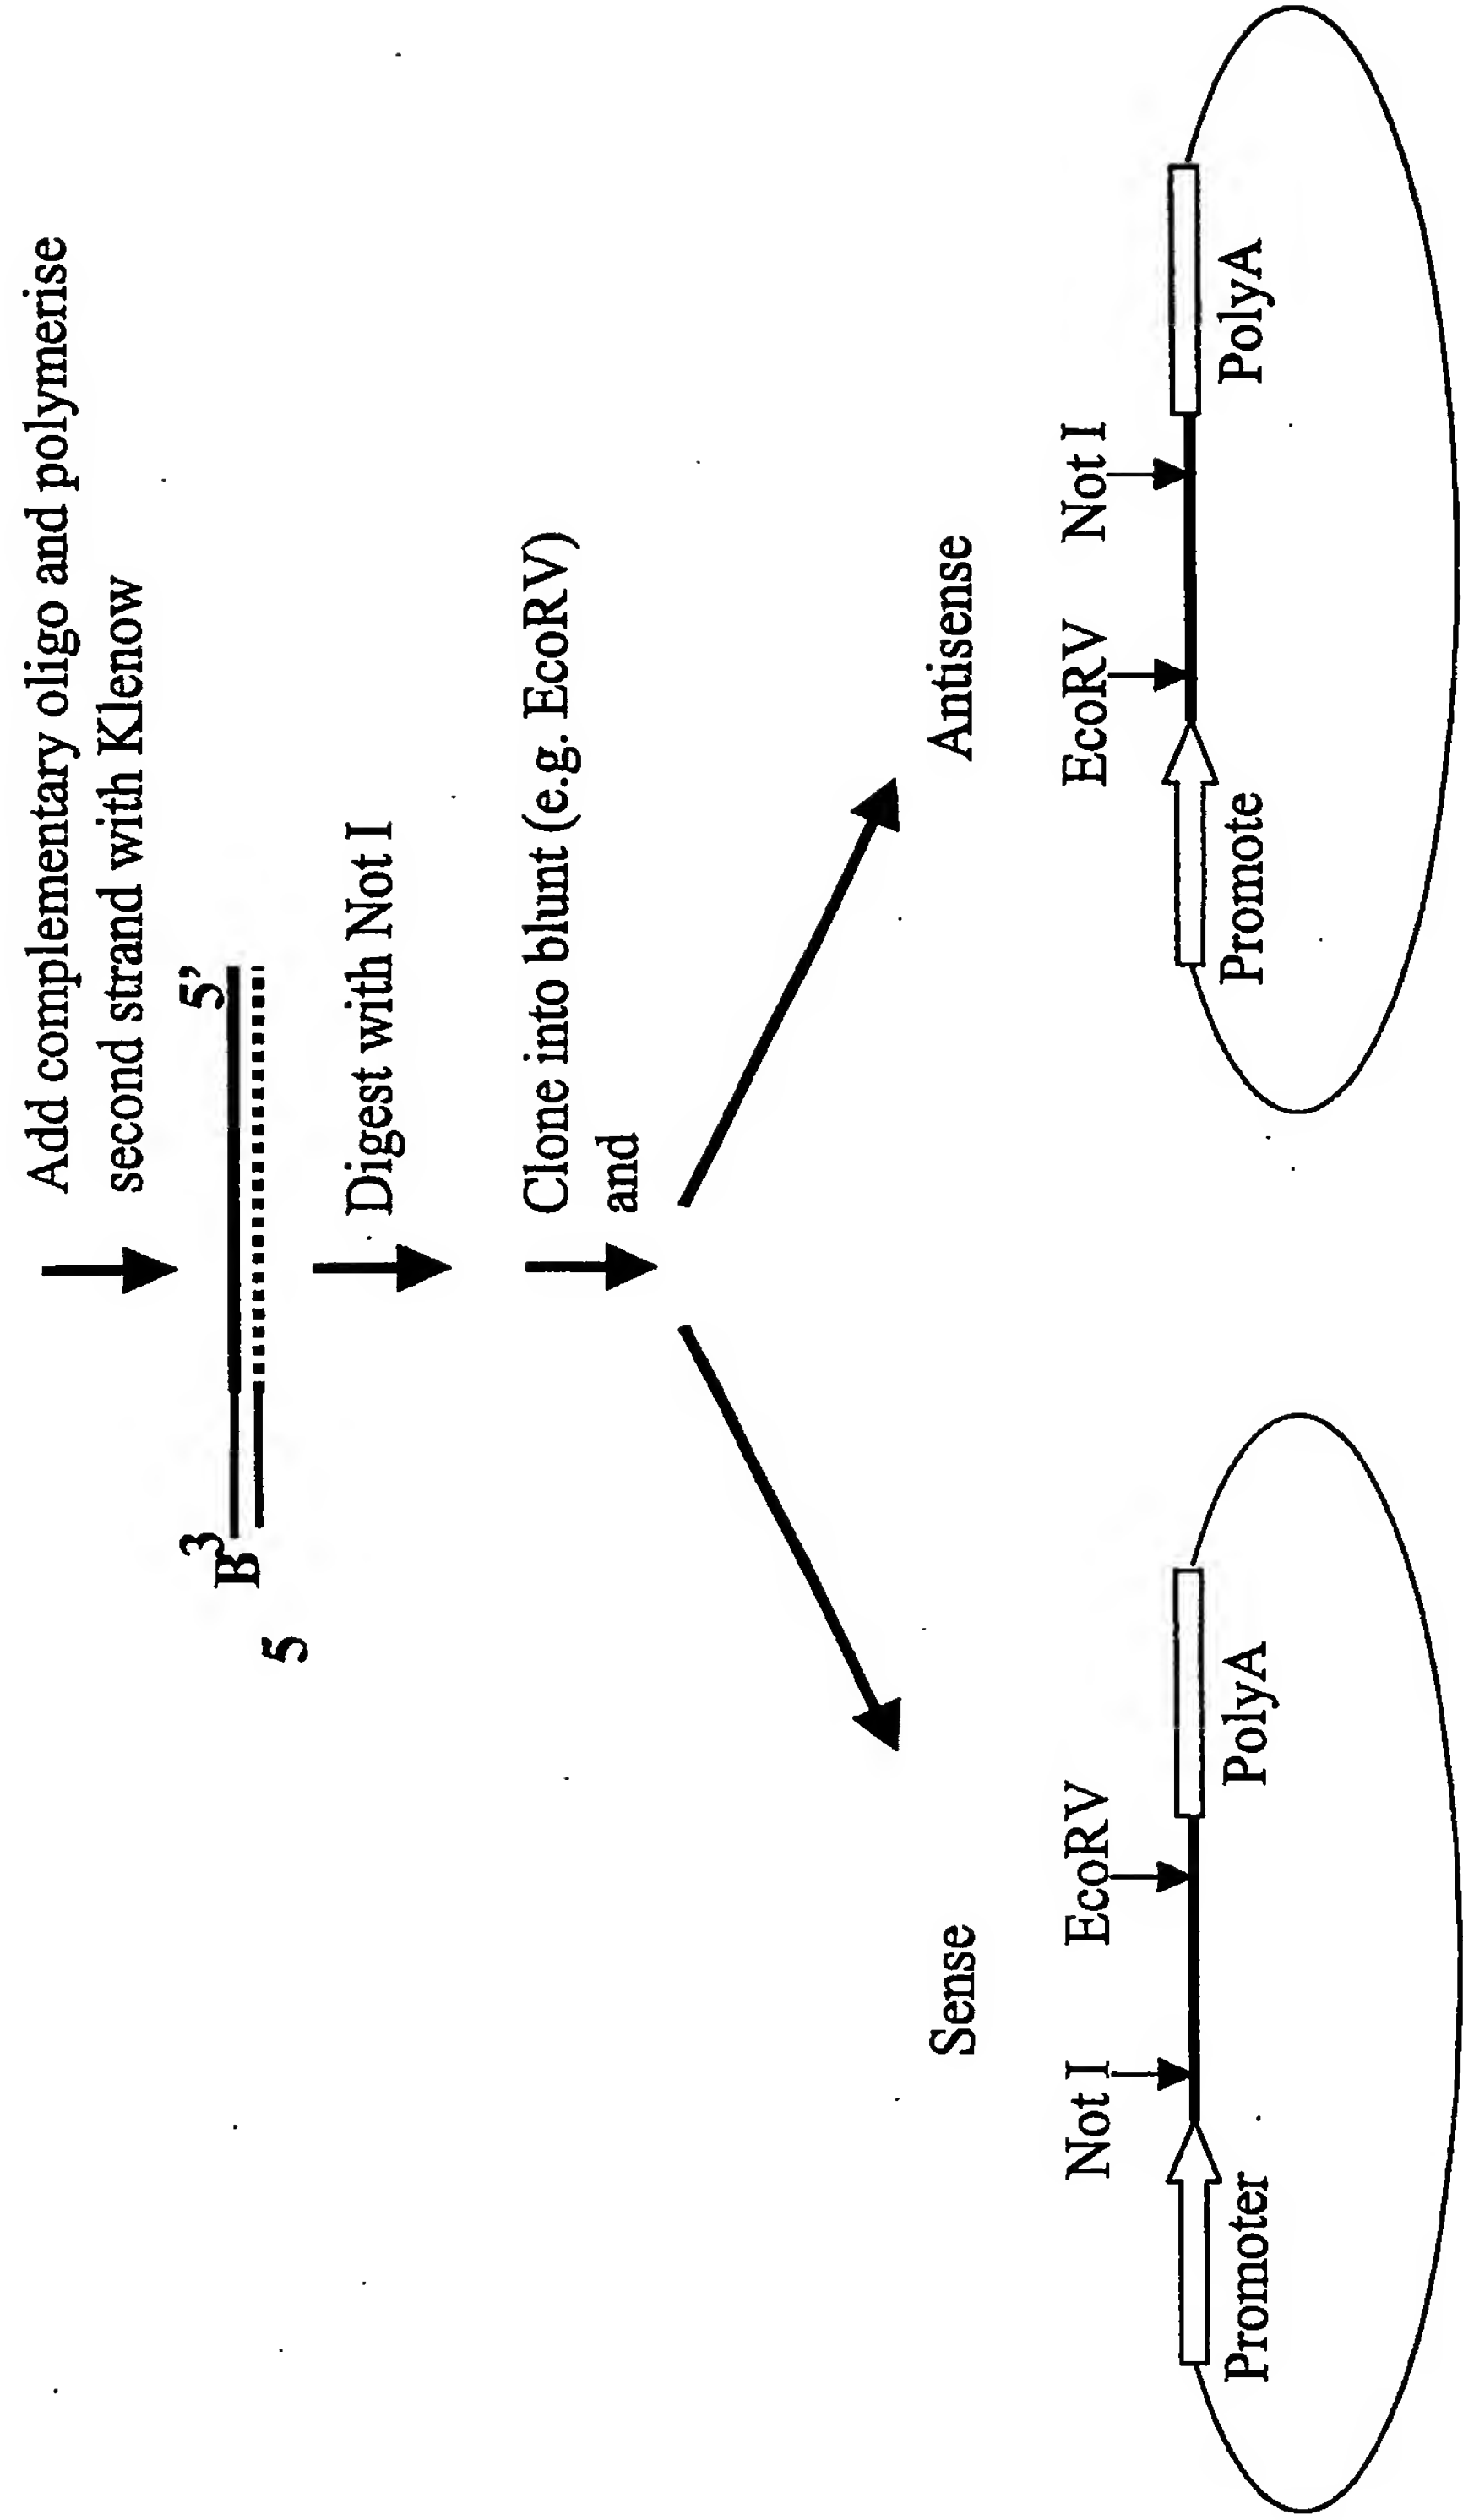 Add complementary oligo and polymerise
second strand with Klenow
3
5’
B
5
Digest with Not I
Clone into blunt (e.g. EcoRV)
and
Sense
Antisense
Not I
EcoRV
EcoRV
Not I
Promoter
PolyA
Promote
PolyA